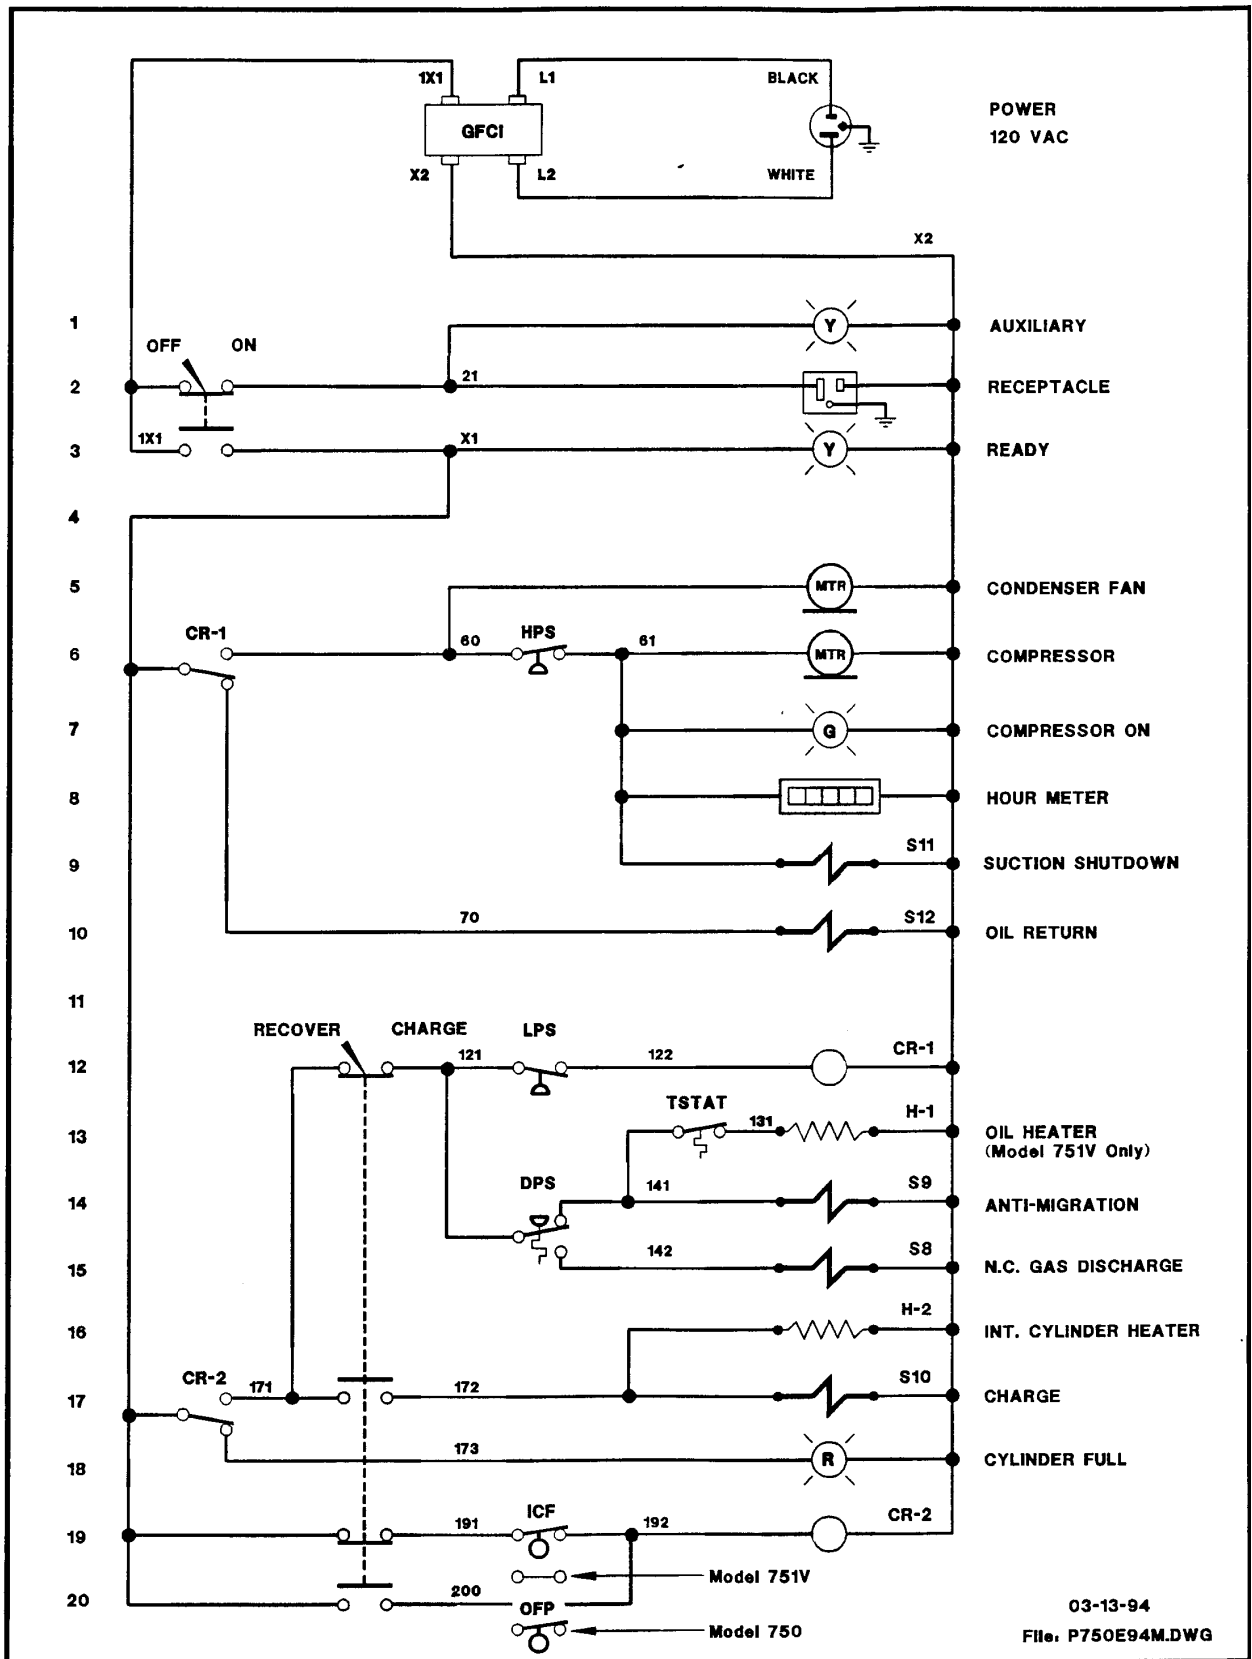 1X1 L1 BLACK
GFCI
POWER
120 VAC
X2 L2 WHITE
X2
1 Y AUXILIARY
OFF ON
2 21 RECEPTACLE
3 1X1 X1 Y READY
4
5 MTR CONDENSER FAN
CR-1
6 60 HPS 61 MTR COMPRESSOR
7 G COMPRESSOR ON
8 HOUR METER
9 S11 SUCTION SHUTDOWN
10 70 S12 OIL RETURN
11
RECOVER CHARGE LPS
12 121 122 CR-1
TSTAT
13 131 H-1 OIL HEATER
(Model 751V Only)
DPS
14 141 S9 ANTI-MIGRATION
15 142 S8 N.C. GAS DISCHARGE
16 H-2 INT. CYLINDER HEATER
CR-2
17 171 172 S10 CHARGE
18 173 R CYLINDER FULL
ICF
19 191 192 CR-2
Model 751V
20 200
OFP
Model 750
03-13-94
File: P750E94M.DWG